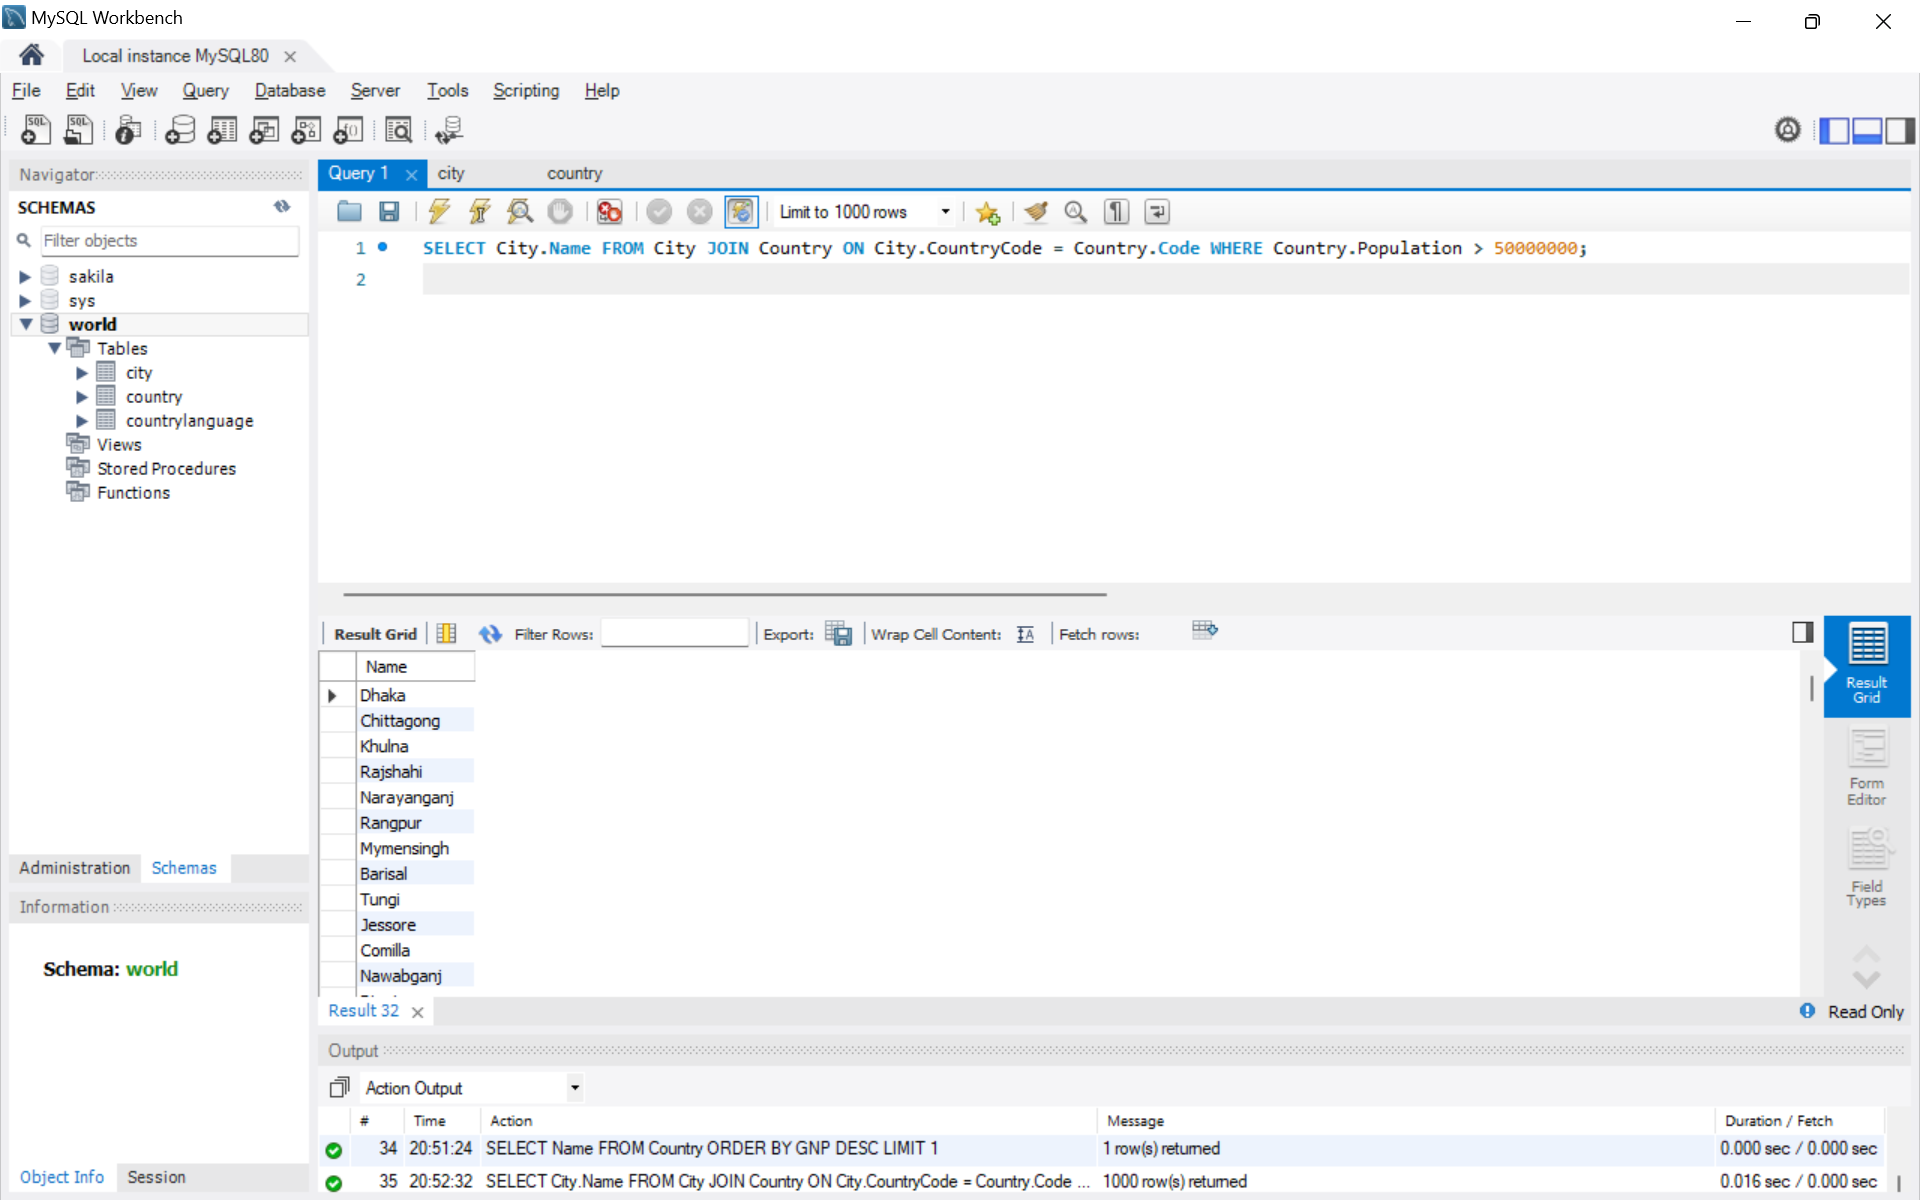 MySQL Workbench
Local instance MySQL80
File Edit View Query Database Server Tools Scripting Help
Navigator
SCHEMAS
Filter objects
sakila
sys
world
Tables
city
country
countrylanguage
Views
Stored Procedures
Functions
Administration Schemas
Information
Schema: world
Object Info Session
Query 1 city country
Limit to 1000 rows
1 SELECT City.Name FROM City JOIN Country ON City.CountryCode = Country.Code WHERE Country.Population > 50000000;
2
Result Grid Filter Rows: Export: Wrap Cell Content: Fetch rows:
Name
Dhaka
Chittagong
Khulna
Rajshahi
Narayanganj
Rangpur
Mymensingh
Barisal
Tungi
Jessore
Comilla
Nawabganj
Result
Grid
Form
Editor
Field
Types
Result 32
Read Only
Output
Action Output
# Time Action Message Duration / Fetch
34 20:51:24 SELECT Name FROM Country ORDER BY GNP DESC LIMIT 1 1 row(s) returned 0.000 sec / 0.000 sec
35 20:52:32 SELECT City.Name FROM City JOIN Country ON City.CountryCode = Country.Code ... 1000 row(s) returned 0.016 sec / 0.000 sec